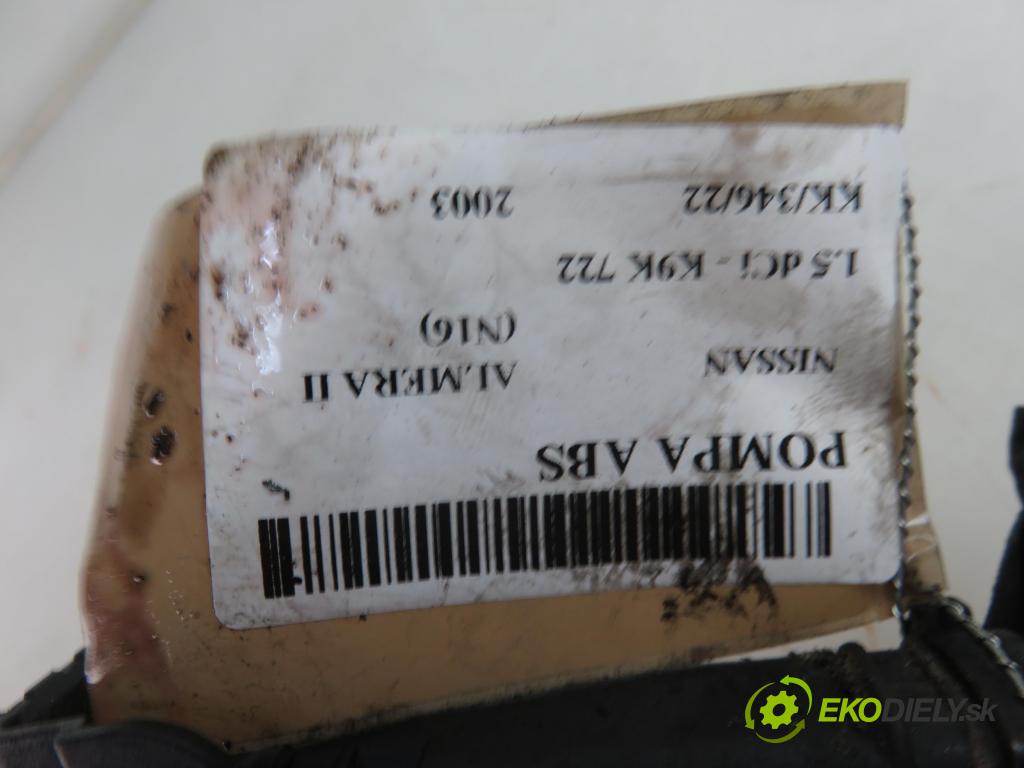 POMPA ABS
NISSAN ALMERA II
(N16)
1.5 dCi - K9K 722
KK/346/22 2003
EKODIELY.sk